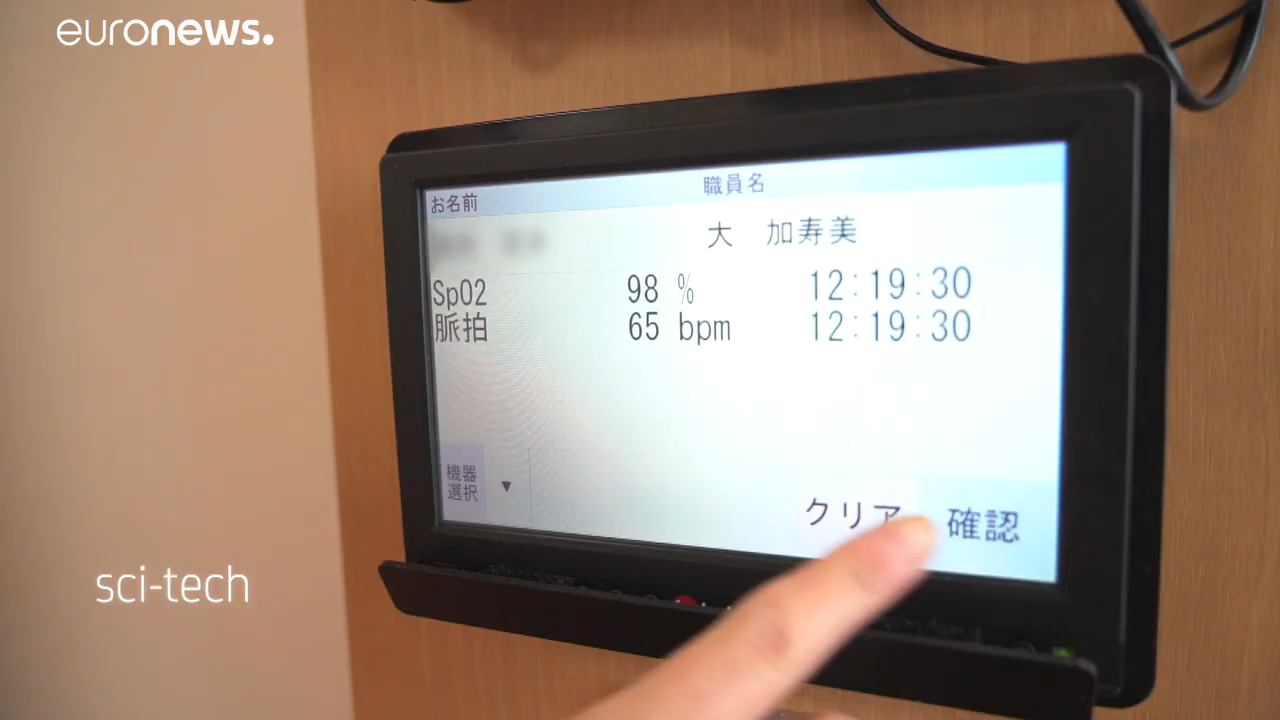 euronews.
お名前
職員名
大 加寿美
SpO2 98 % 12:19:30
脈拍 65 bpm 12:19:30
機器
選択
▼
クリア
確認
sci-tech